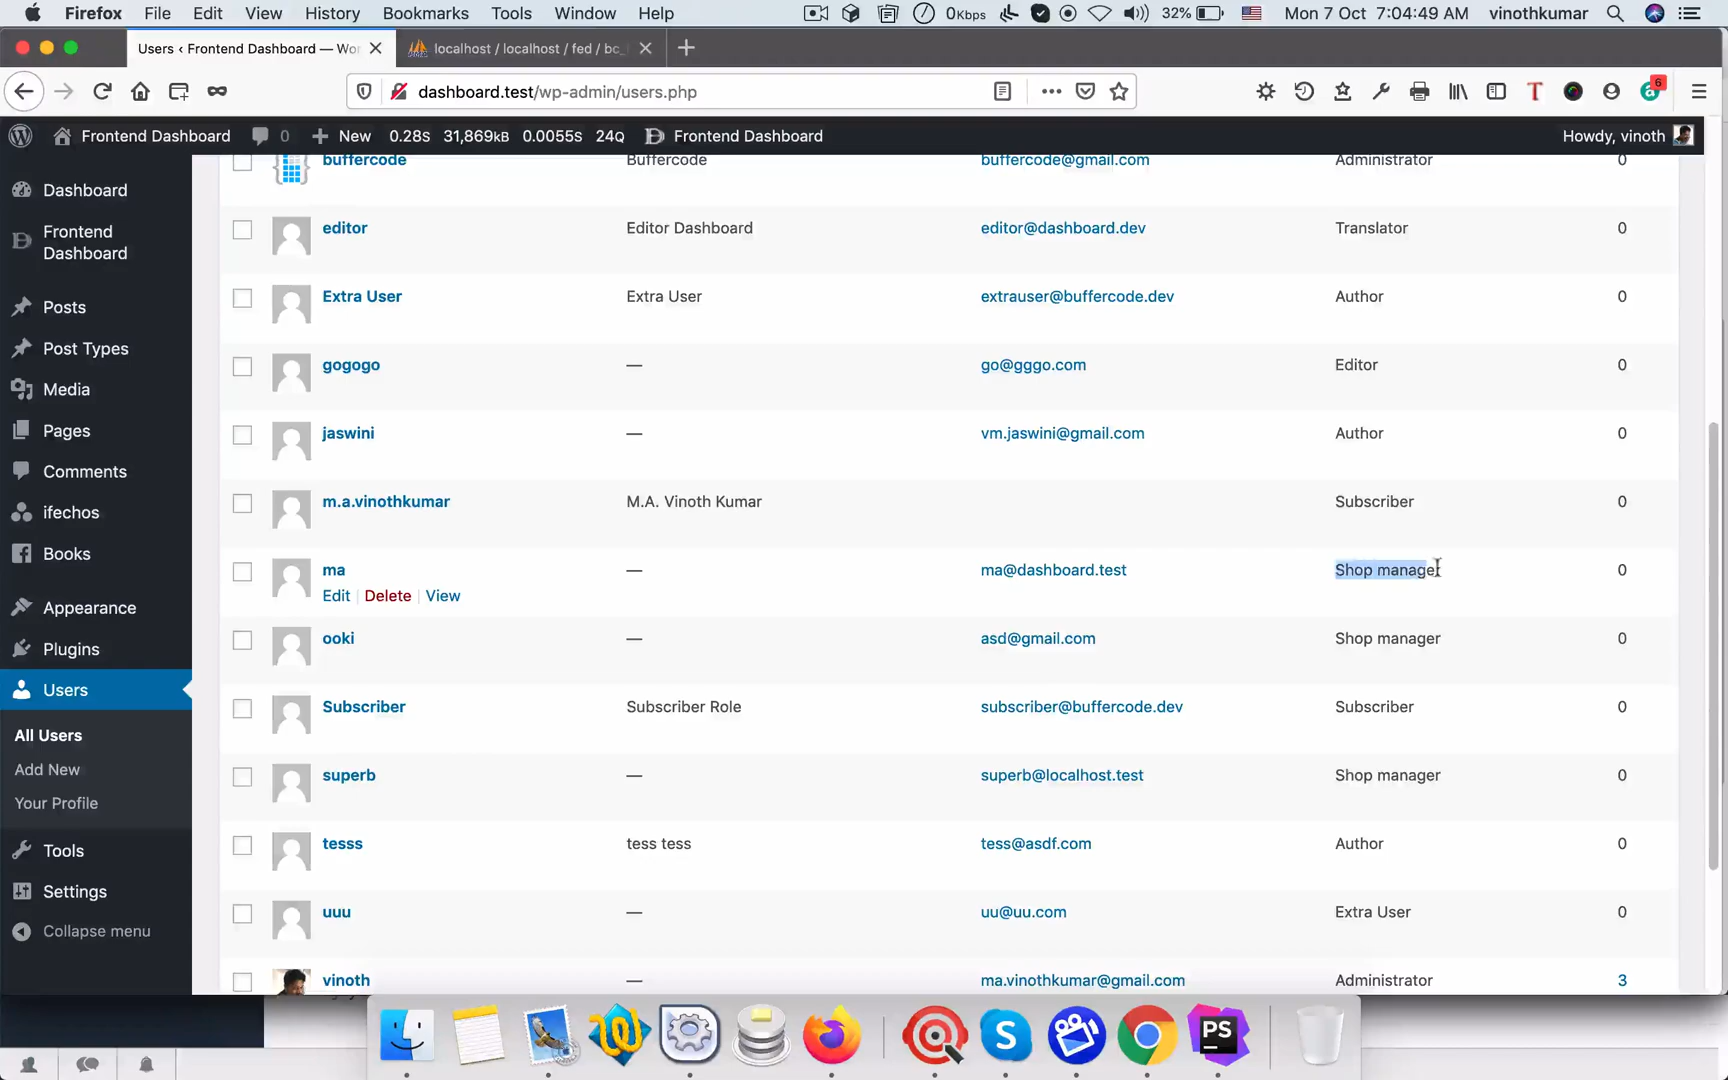 Firefox File Edit View History Bookmarks Tools Window Help 0Kbps 32% Mon 7 Oct 7:04:49 AM vinothkumar
Users ‹ Frontend Dashboard — Wo localhost / localhost / fed / bc_
dashboard.test/wp-admin/users.php 6
Frontend Dashboard 0 New 0.28S 31,869kB 0.0055S 24Q Frontend Dashboard Howdy, vinoth
Dashboard
Frontend
Dashboard
Posts
Post Types
Media
Pages
Comments
ifechos
Books
Appearance
Plugins
Users
All Users
Add New
Your Profile
Tools
Settings
Collapse menu
buffercode Buffercode buffercode@gmail.com Administrator 0
editor Editor Dashboard editor@dashboard.dev Translator 0
Extra User Extra User extrauser@buffercode.dev Author 0
gogogo — go@gggo.com Editor 0
jaswini — vm.jaswini@gmail.com Author 0
m.a.vinothkumar M.A. Vinoth Kumar Subscriber 0
ma — ma@dashboard.test Shop manager 0
Edit | Delete | View
ooki — asd@gmail.com Shop manager 0
Subscriber Subscriber Role subscriber@buffercode.dev Subscriber 0
superb — superb@localhost.test Shop manager 0
tesss tess tess tess@asdf.com Author 0
uuu — uu@uu.com Extra User 0
vinoth — ma.vinothkumar@gmail.com Administrator 3
PS